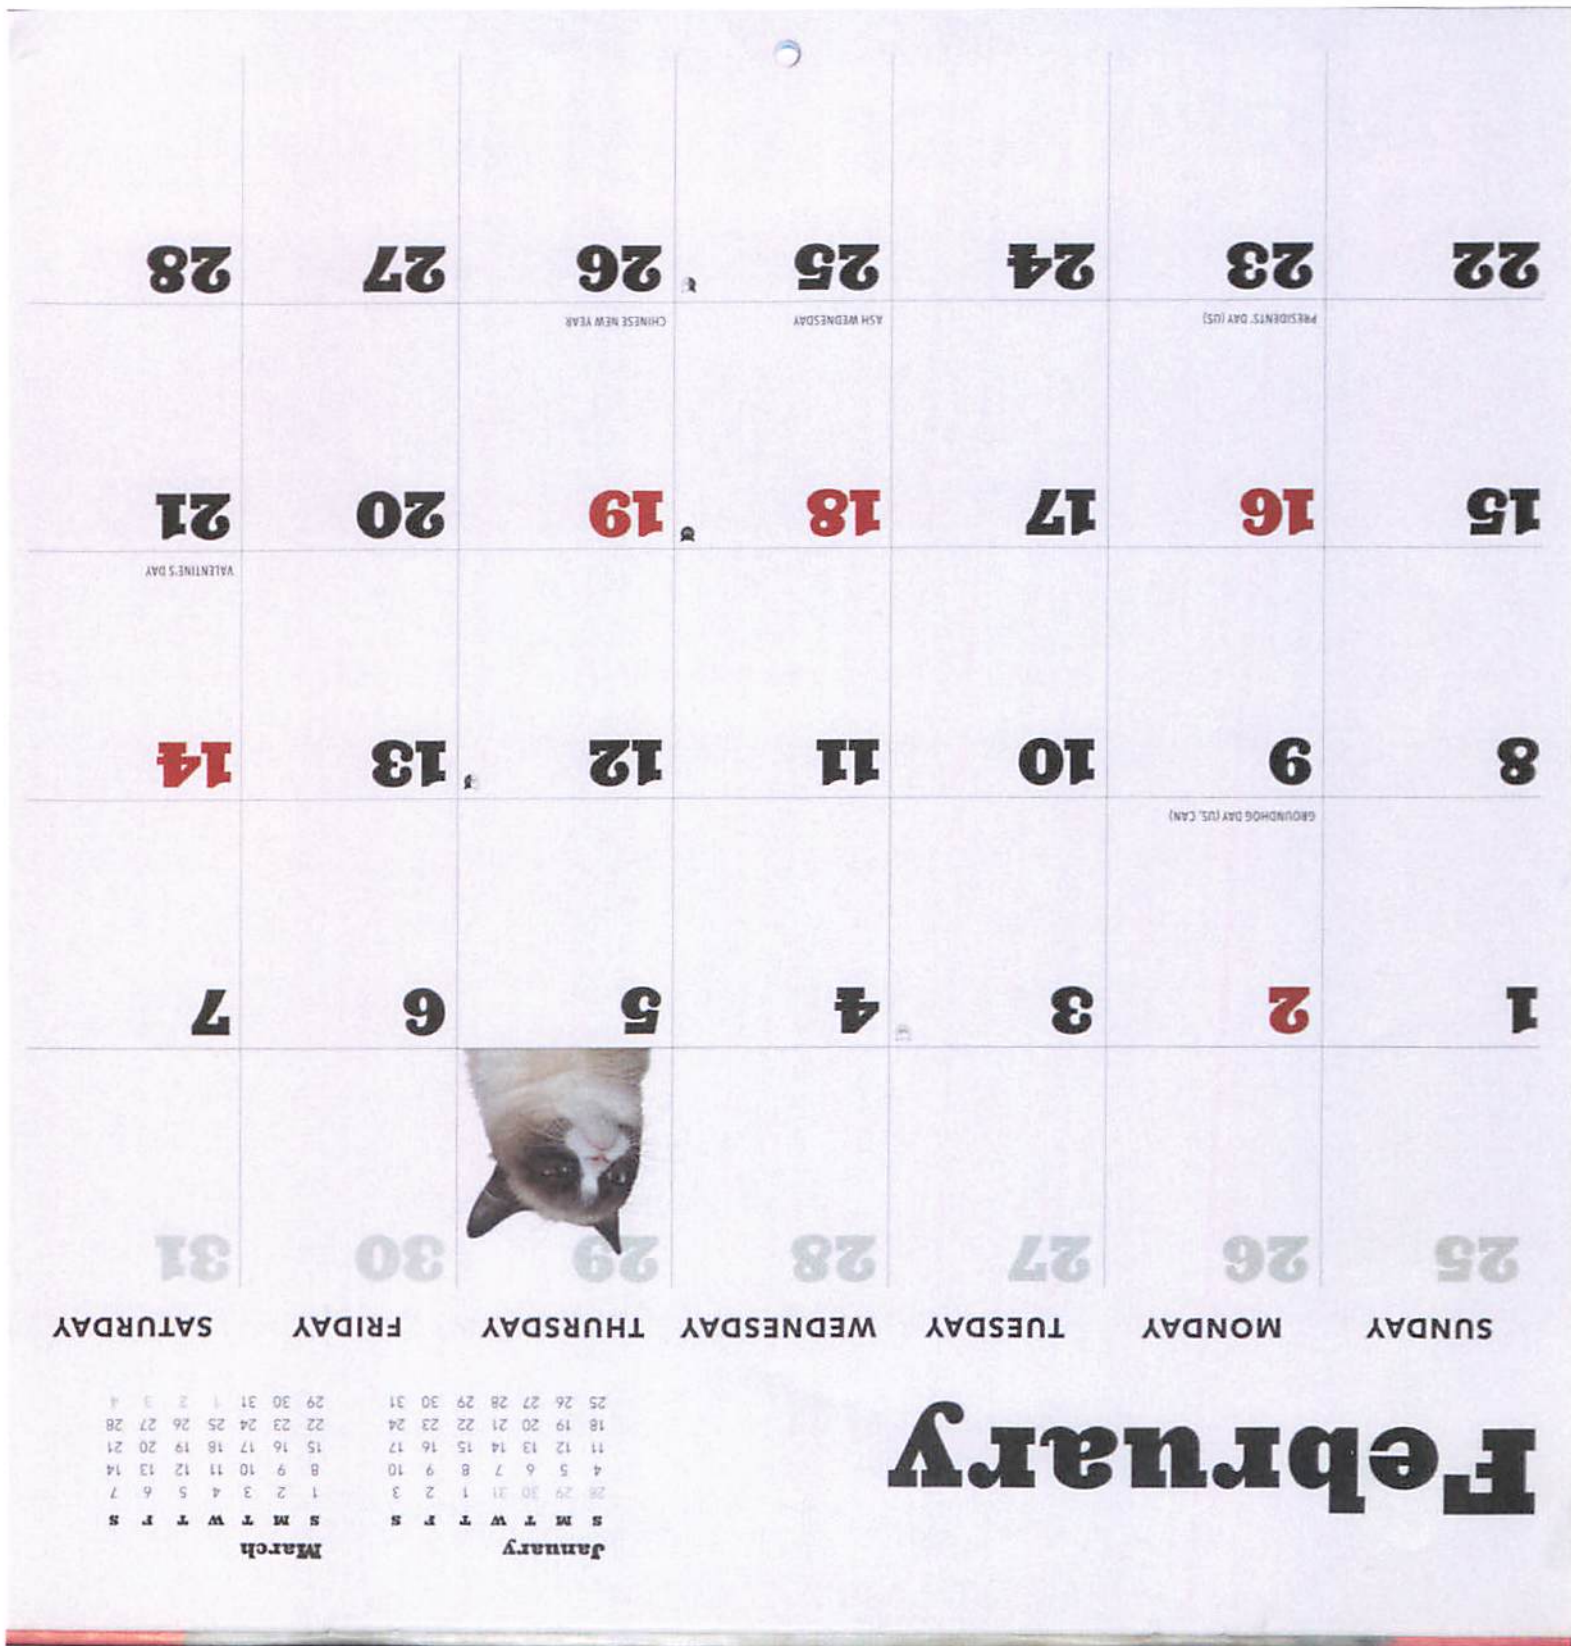 February
January
S M T W T F S
28 29 30 31 1 2 3
4 5 6 7 8 9 10
11 12 13 14 15 16 17
18 19 20 21 22 23 24
25 26 27 28 29 30 31
March
S M T W T F S
1 2 3 4 5 6 7
8 9 10 11 12 13 14
15 16 17 18 19 20 21
22 23 24 25 26 27 28
29 30 31 1 2 3 4
SUNDAY MONDAY TUESDAY WEDNESDAY THURSDAY FRIDAY SATURDAY
25 26 27 28 29 30 31
1 2 3 4 5 6 7
GROUNDHOG DAY (US, CAN)
8 9 10 11 12 13 14
VALENTINE'S DAY
15 16 17 18 19 20 21
PRESIDENTS' DAY (US) ASH WEDNESDAY CHINESE NEW YEAR
22 23 24 25 26 27 28